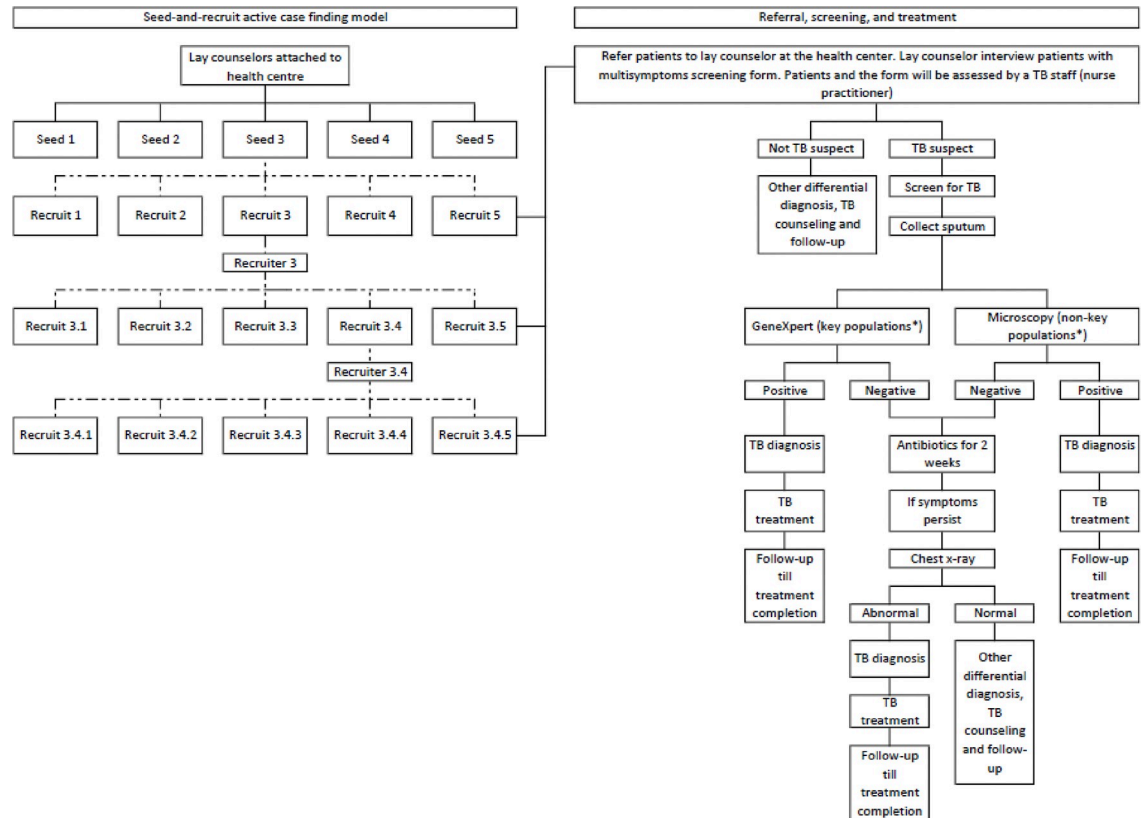 Seed-and-recruit active case finding model
Lay counselors attached to
health centre
Seed 1
Seed 2
Seed 3
Seed 4
Seed 5
Recruit 1
Recruit 2
Recruit 3
Recruit 4
Recruit 5
Recruiter 3
Recruit 3.1
Recruit 3.2
Recruit 3.3
Recruit 3.4
Recruit 3.5
Recruiter 3.4
Recruit 3.4.1
Recruit 3.4.2
Recruit 3.4.3
Recruit 3.4.4
Recruit 3.4.5
Referral, screening, and treatment
Refer patients to lay counselor at the health center. Lay counselor interview patients with
multisymptoms screening form. Patients and the form will be assessed by a TB staff (nurse
practitioner)
Not TB suspect
TB suspect
Other differential
diagnosis, TB
counseling and
follow-up
Screen for TB
Collect sputum
GeneXpert (key populations*)
Microscopy (non-key
populations*)
Positive
Negative
Negative
Positive
TB diagnosis
Antibiotics for 2
weeks
TB diagnosis
TB
treatment
If symptoms
persist
TB
treatment
Follow-up
till
treatment
completion
Chest x-ray
Follow-up
till
treatment
completion
Abnormal
Normal
TB diagnosis
TB
treatment
Follow-up
till
treatment
completion
Other
differential
diagnosis,
TB
counseling
and follow-
up